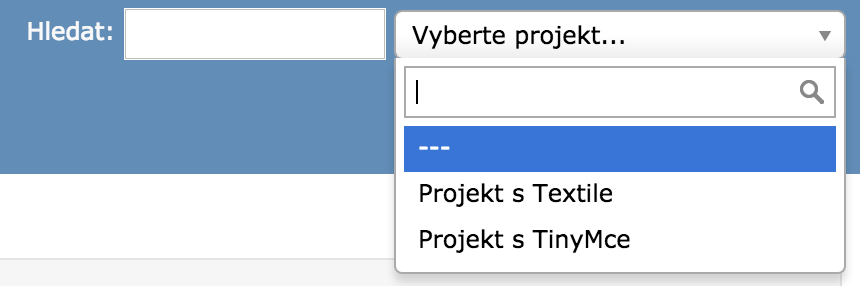 Hledat:
Vyberte projekt...
---
Projekt s Textile
Projekt s TinyMce